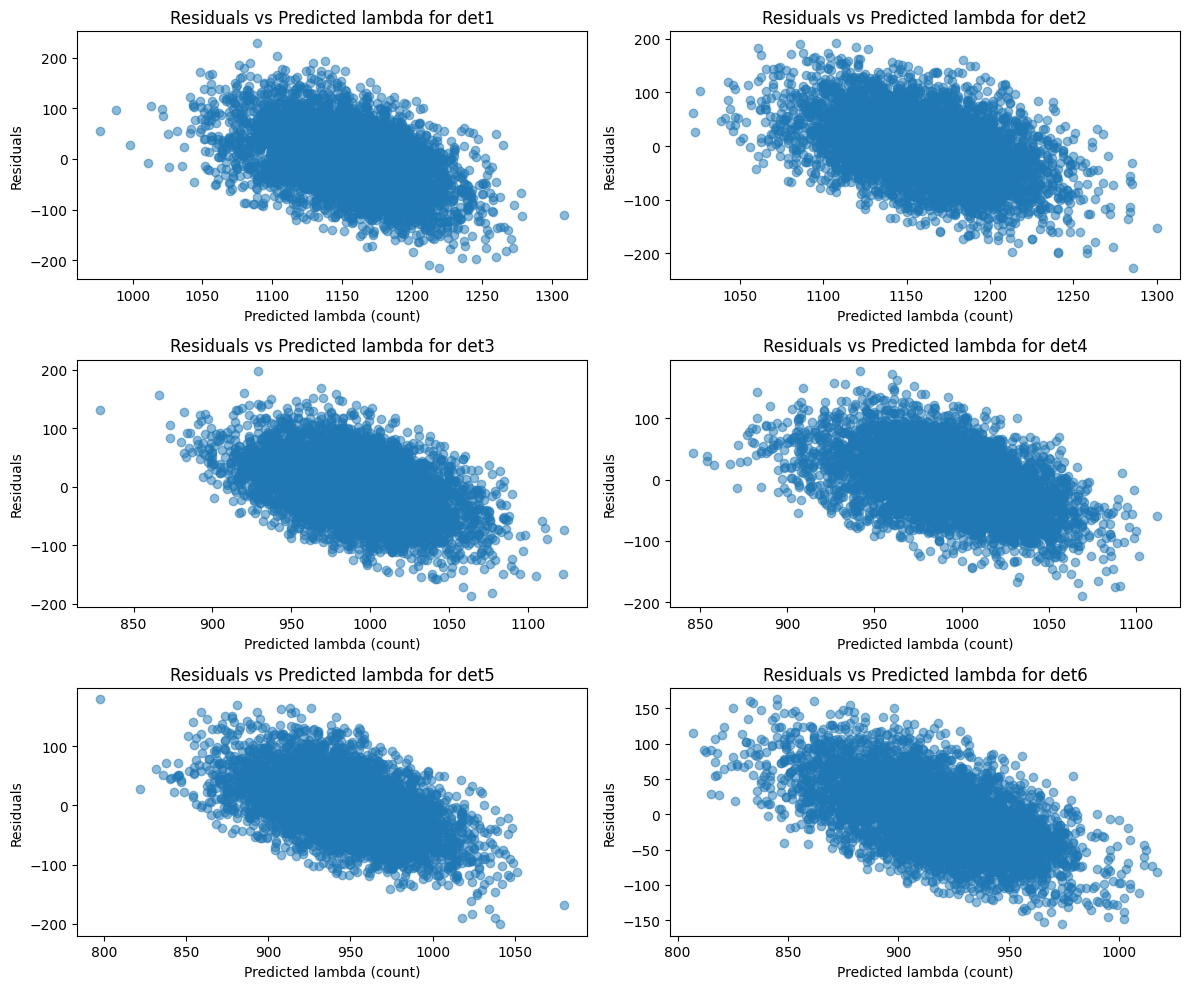 Residuals vs Predicted lambda for det1
Residuals
200
100
0
−100
−200
1000 1050 1100 1150 1200 1250 1300
Predicted lambda (count)
Residuals vs Predicted lambda for det2
Residuals
200
100
0
−100
−200
1050 1100 1150 1200 1250 1300
Predicted lambda (count)
Residuals vs Predicted lambda for det3
Residuals
200
100
0
−100
−200
850 900 950 1000 1050 1100
Predicted lambda (count)
Residuals vs Predicted lambda for det4
Residuals
100
0
−100
−200
850 900 950 1000 1050 1100
Predicted lambda (count)
Residuals vs Predicted lambda for det5
Residuals
100
0
−100
−200
800 850 900 950 1000 1050
Predicted lambda (count)
Residuals vs Predicted lambda for det6
Residuals
150
100
50
0
−50
−100
−150
800 850 900 950 1000
Predicted lambda (count)